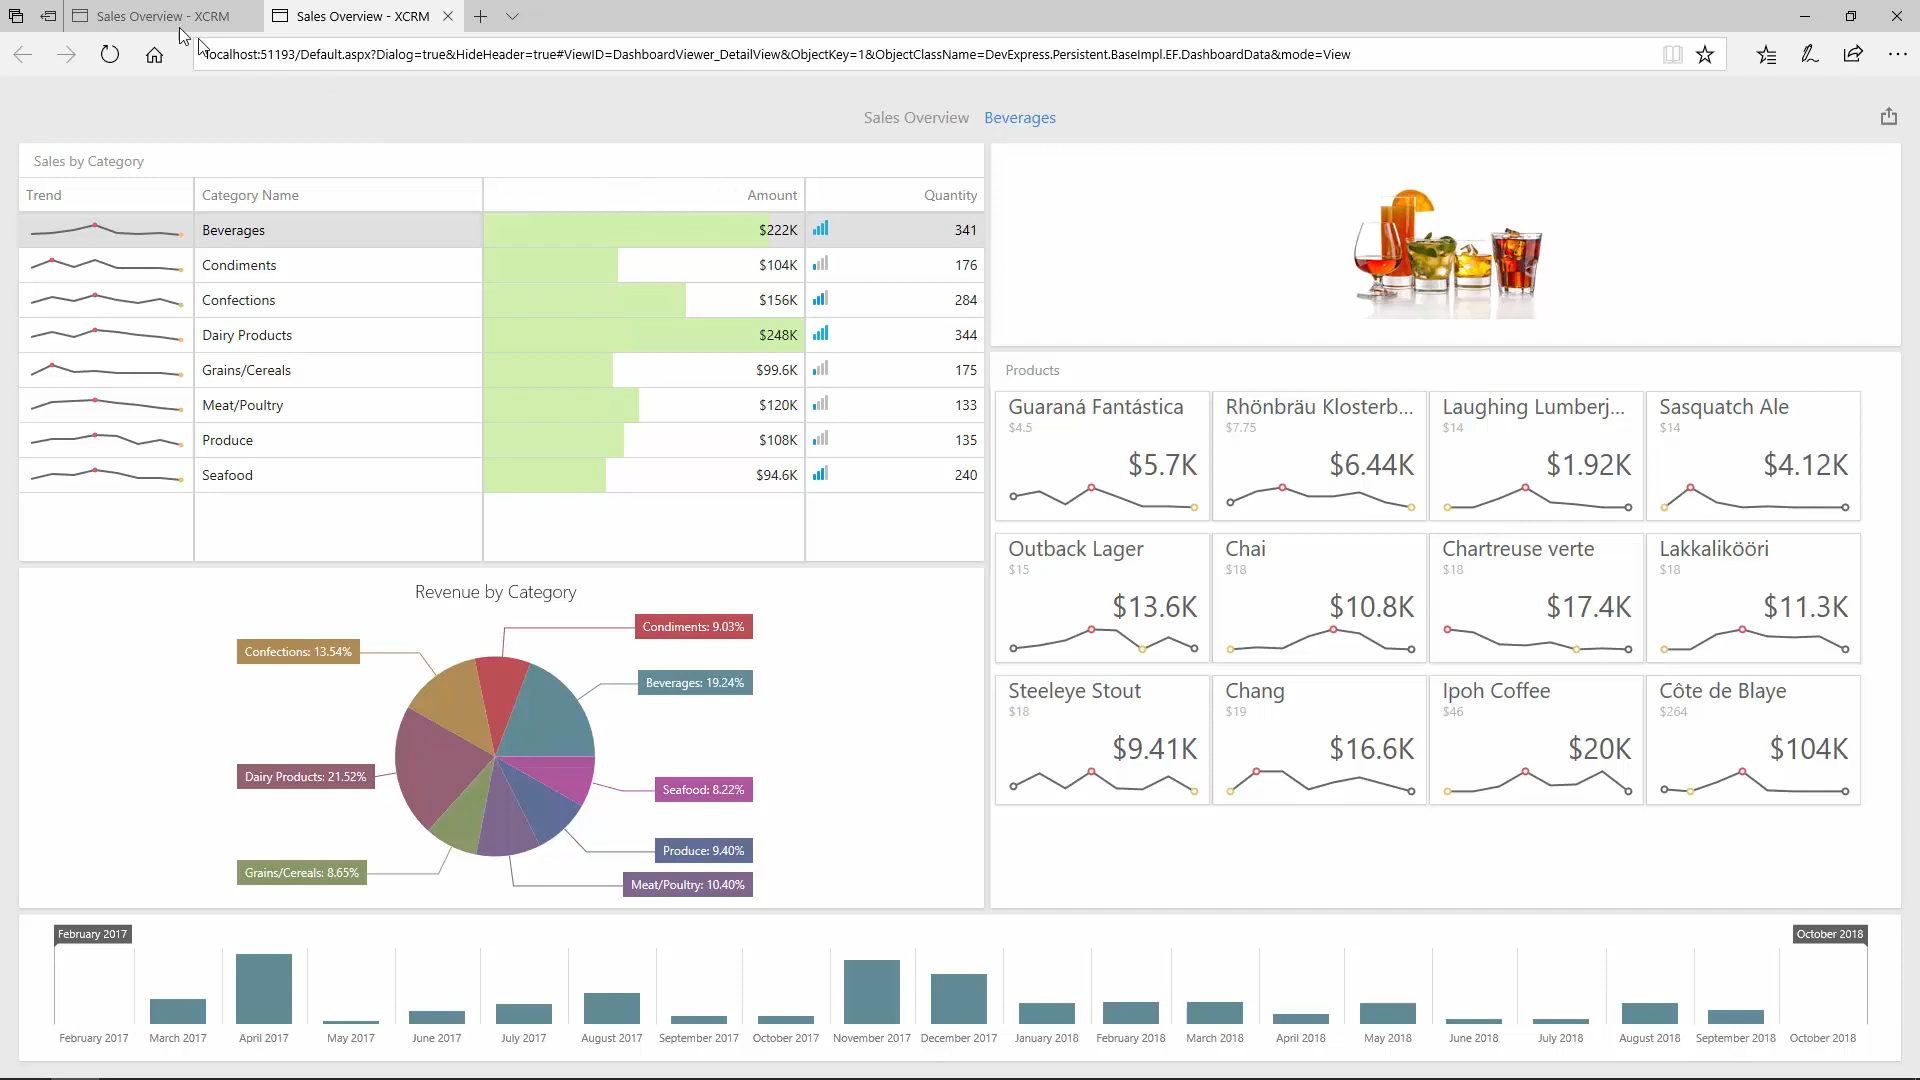 Sales Overview - XCRM
Sales Overview - XCRM
localhost:51193/Default.aspx?Dialog=true&HideHeader=true#ViewID=DashboardViewer_DetailView&ObjectKey=1&ObjectClassName=DevExpress.Persistent.BaseImpl.EF.DashboardData&mode=View
Sales Overview Beverages
Sales by Category
Trend Category Name Amount Quantity
Beverages $222K 341
Condiments $104K 176
Confections $156K 284
Dairy Products $248K 344
Grains/Cereals $99.6K 175
Meat/Poultry $120K 133
Produce $108K 135
Seafood $94.6K 240
Revenue by Category
Condiments: 9.03%
Confections: 13.54%
Beverages: 19.24%
Dairy Products: 21.52%
Seafood: 8.22%
Produce: 9.40%
Grains/Cereals: 8.65%
Meat/Poultry: 10.40%
Products
Guaraná Fantástica
$4.5
$5.7K
Rhönbräu Klosterb...
$7.75
$6.44K
Laughing Lumberj...
$14
$1.92K
Sasquatch Ale
$14
$4.12K
Outback Lager
$15
$13.6K
Chai
$18
$10.8K
Chartreuse verte
$18
$17.4K
Lakkalikööri
$18
$11.3K
Steeleye Stout
$18
$9.41K
Chang
$19
$16.6K
Ipoh Coffee
$46
$20K
Côte de Blaye
$264
$104K
February 2017 October 2018
February 2017 March 2017 April 2017 May 2017 June 2017 July 2017 August 2017 September 2017 October 2017 November 2017 December 2017 January 2018 February 2018 March 2018 April 2018 May 2018 June 2018 July 2018 August 2018 September 2018 October 2018